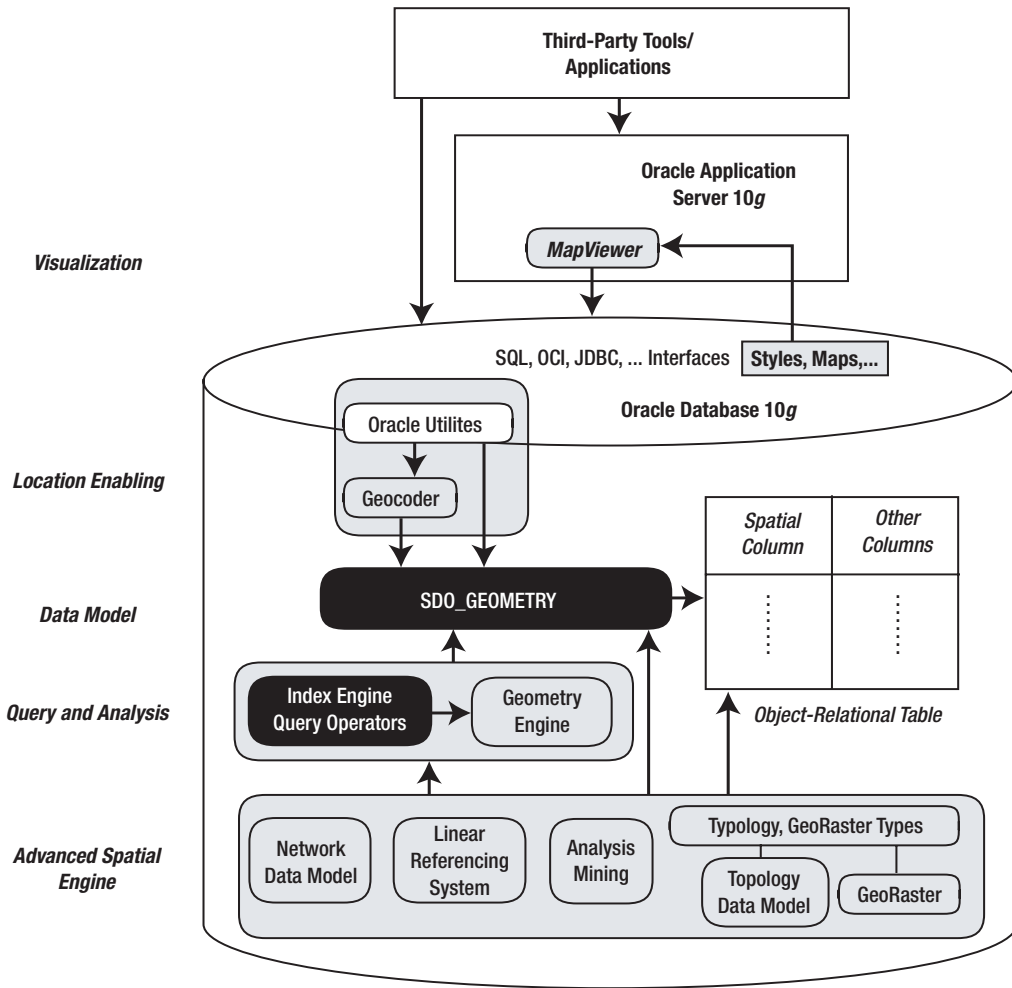 Third-Party Tools/
Applications
Oracle Application
Server 10g
MapViewer
Visualization
SQL, OCI, JDBC, ... Interfaces
Styles, Maps,...
Oracle Database 10g
Oracle Utilites
Location Enabling
Geocoder
Spatial
Column
Other
Columns
SDO_GEOMETRY
Data Model
Index Engine
Query Operators
Geometry
Engine
Query and Analysis
Object-Relational Table
Network
Data Model
Linear
Referencing
System
Analysis
Mining
Typology, GeoRaster Types
Topology
Data Model
GeoRaster
Advanced Spatial
Engine